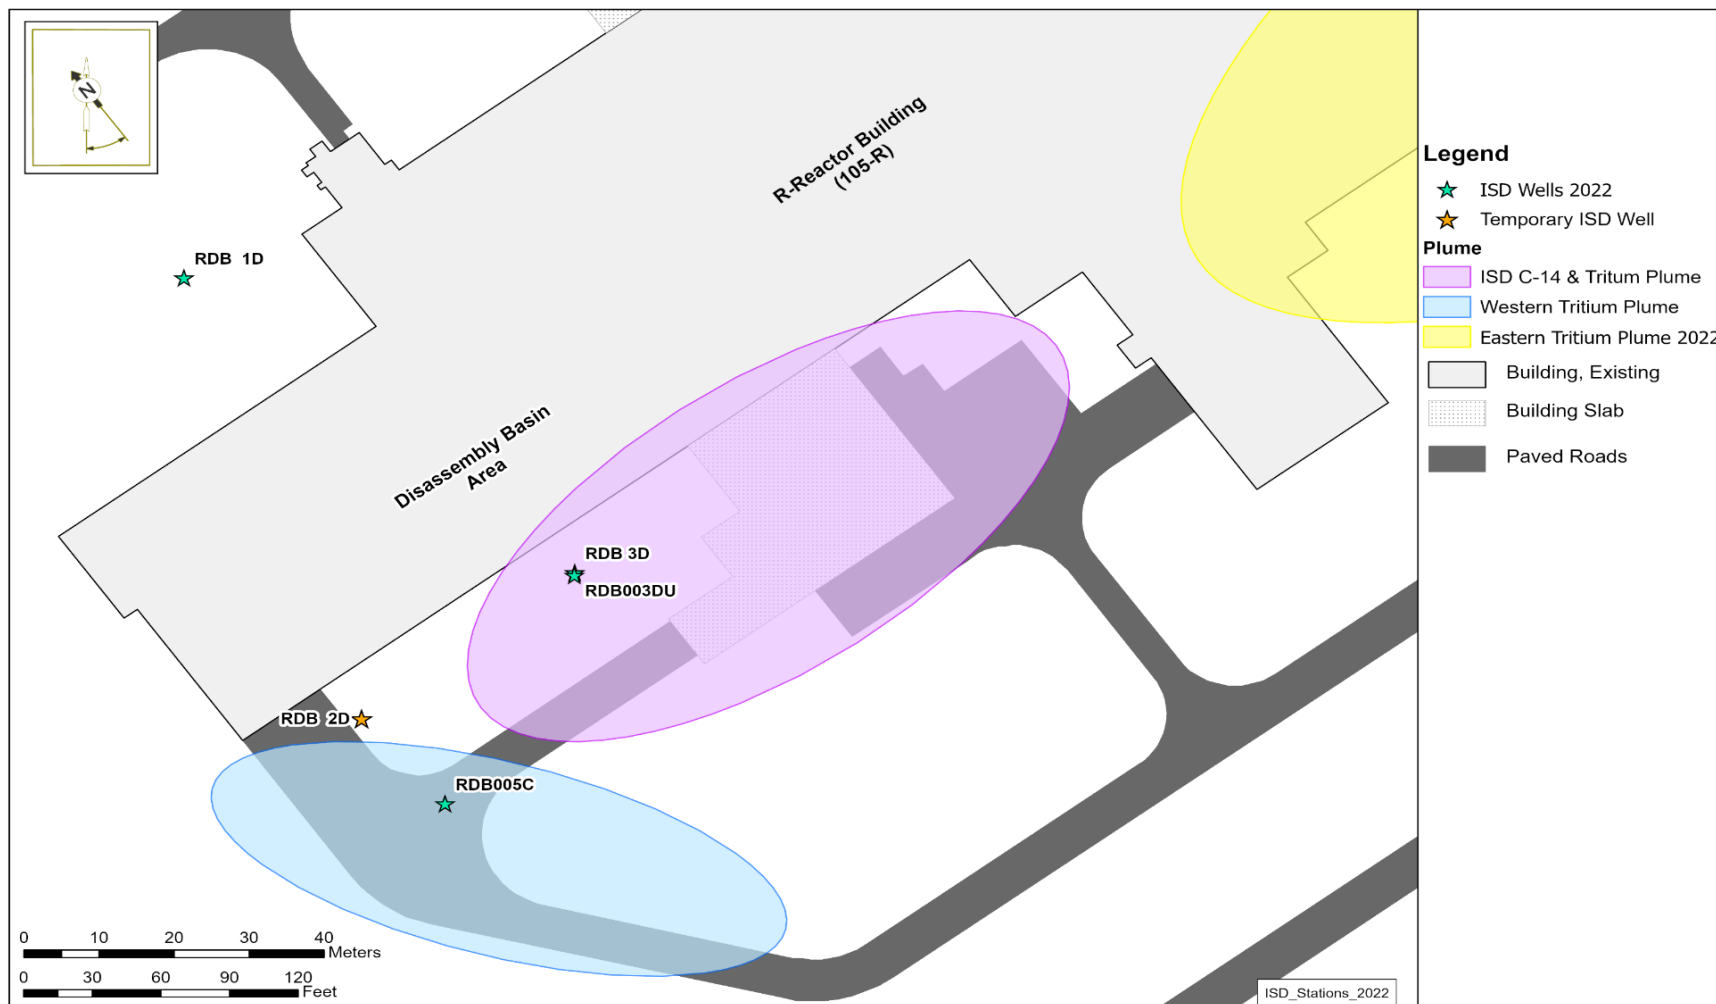 N
R-Reactor Building
(105-R)
RDB 1D
Disassembly Basin
Area
RDB 3D
RDB003DU
RDB 2D
RDB005C
0 10 20 30 40
Meters
0 30 60 90 120
Feet
ISD_Stations_2022
Legend
ISD Wells 2022
Temporary ISD Well
Plume
ISD C-14 & Tritum Plume
Western Tritium Plume
Eastern Tritium Plume 2022
Building, Existing
Building Slab
Paved Roads